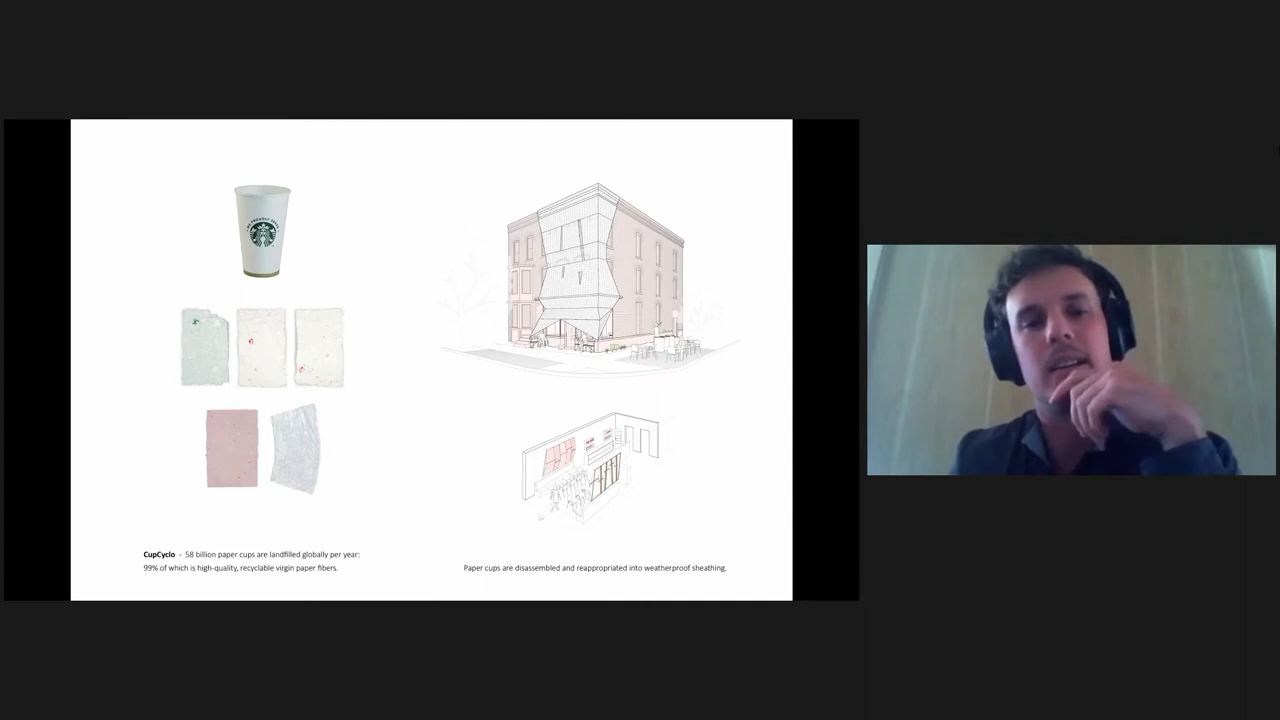 CupCyclo - 58 billion paper cups are landfilled globally per year:
99% of which is high-quality, recyclable virgin paper fibers.
Paper cups are disassembled and reappropriated into weatherproof sheathing.